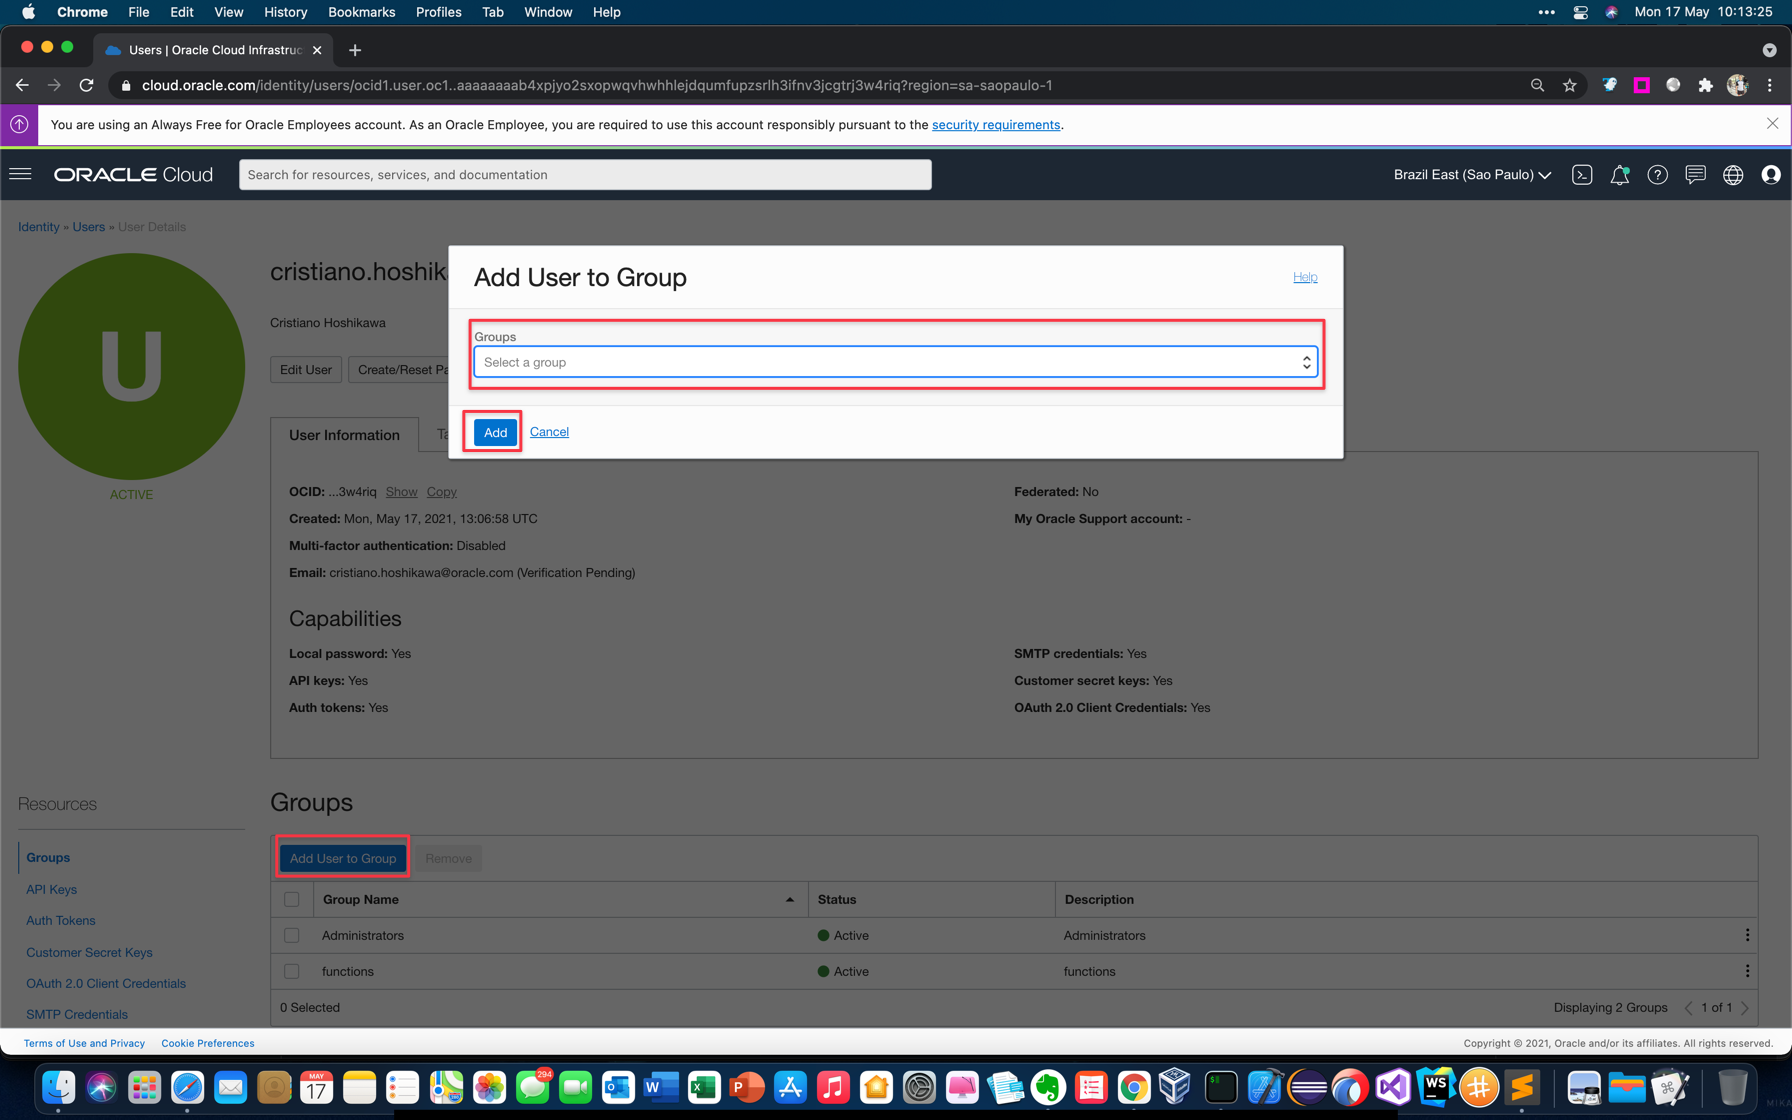 Chrome File Edit View History Bookmarks Profiles Tab Window Help
Mon 17 May 10:13:25
Users | Oracle Cloud Infrastruc
cloud.oracle.com/identity/users/ocid1.user.oc1..aaaaaaaab4xpjyo2sxopwqvhwhhlejdqumfupzsrlh3ifnv3jcgtrj3w4riq?region=sa-saopaulo-1
You are using an Always Free for Oracle Employees account. As an Oracle Employee, you are required to use this account responsibly pursuant to the security requirements.
ORACLE Cloud
Search for resources, services, and documentation
Brazil East (Sao Paulo)
Identity » Users » User Details
U
ACTIVE
cristiano.hoshik
Cristiano Hoshikawa
Edit User
Create/Reset Pa
Add User to Group
Help
Groups
Select a group
Add
Cancel
User Information
Ta
OCID: ...3w4riq Show Copy
Created: Mon, May 17, 2021, 13:06:58 UTC
Multi-factor authentication: Disabled
Email: cristiano.hoshikawa@oracle.com (Verification Pending)
Federated: No
My Oracle Support account: -
Capabilities
Local password: Yes
API keys: Yes
Auth tokens: Yes
SMTP credentials: Yes
Customer secret keys: Yes
OAuth 2.0 Client Credentials: Yes
Resources
Groups
API Keys
Auth Tokens
Customer Secret Keys
OAuth 2.0 Client Credentials
SMTP Credentials
Groups
Add User to Group
Remove
Group Name Status Description
Administrators Active Administrators
functions Active functions
0 Selected
Displaying 2 Groups
1 of 1
Terms of Use and Privacy
Cookie Preferences
Copyright © 2021, Oracle and/or its affiliates. All rights reserved.
MAY
17
294
W
X
P
$
WS